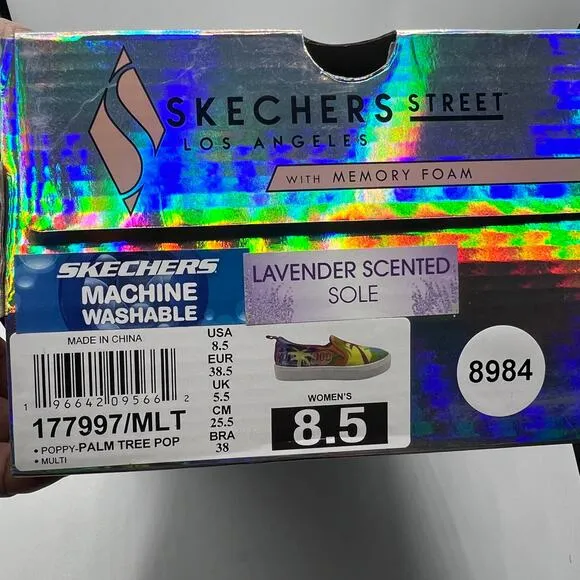 SKECHERS STREET™
LOS ANGELES
WITH MEMORY FOAM
SKECHERS
MACHINE
WASHABLE
LAVENDER SCENTED
SOLE
MADE IN CHINA
1 96642 09566 2
177997/MLT
• POPPY-PALM TREE POP
• MULTI
USA
8.5
EUR
38.5
UK
5.5
CM
25.5
BRA
38
WOMEN'S
8.5
8984